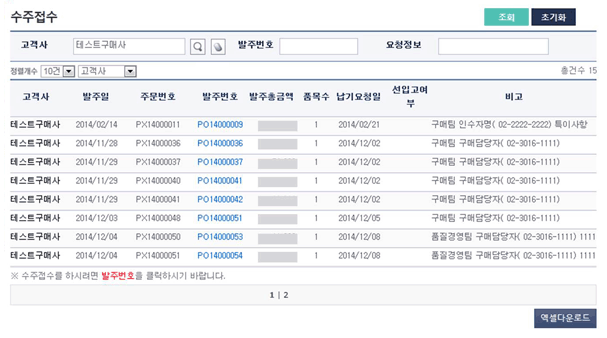 수주접수 조회 초기화
고객사 테스트구매사 발주번호 요청정보
정렬개수 10건 고객사 총건수 15
고객사 발주일 주문번호 발주번호 발주총금액 품목수 납기요청일 선입고여부 비고
테스트구매사 2014/02/14 PX14000011 PO14000009 1 2014/02/21 구매팀 인수자명( 02-2222-2222) 특이사항
테스트구매사 2014/11/28 PX14000036 PO14000036 1 2014/12/02 구매팀 구매담당자( 02-3016-1111)
테스트구매사 2014/11/29 PX14000037 PO14000037 1 2014/12/02 구매팀 구매담당자( 02-3016-1111)
테스트구매사 2014/11/29 PX14000040 PO14000041 1 2014/12/02 구매팀 구매담당자( 02-3016-1111)
테스트구매사 2014/11/29 PX14000041 PO14000042 1 2014/12/02 구매팀 구매담당자( 02-3016-1111)
테스트구매사 2014/12/03 PX14000048 PO14000051 1 2014/12/05 구매팀 구매담당자( 02-3016-1111)
테스트구매사 2014/12/04 PX14000050 PO14000053 1 2014/12/08 품질경영팀 구매담당자( 02-3016-1111) 1111
테스트구매사 2014/12/04 PX14000051 PO14000054 1 2014/12/08 품질경영팀 구매담당자( 02-3016-1111) 1111
※ 수주접수를 하시려면 발주번호를 클릭하시기 바랍니다.
1 | 2
엑셀다운로드